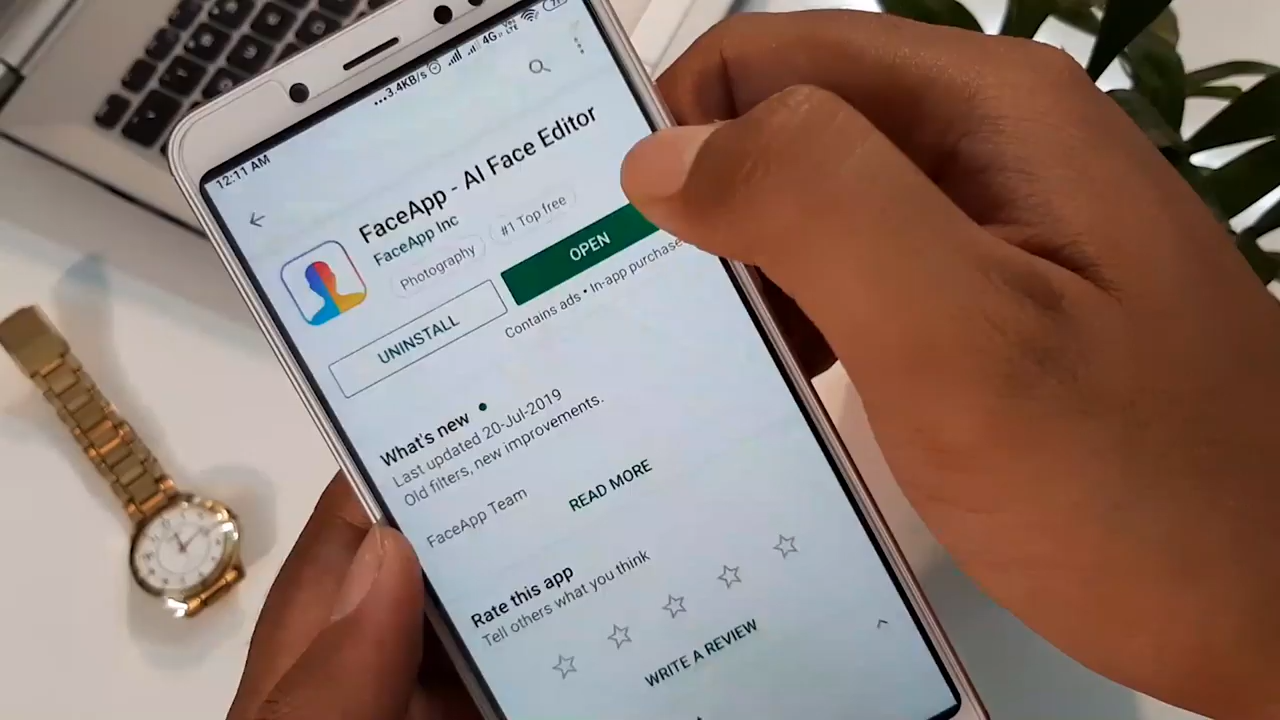 12:11 AM
...3.4KB/s
4G
FaceApp - AI Face Editor
FaceApp Inc
Photography
#1 Top free
UNINSTALL
OPEN
Contains ads • In-app purchases
What's new •
Last updated 20-Jul-2019
Old filters, new improvements.
FaceApp Team
READ MORE
Rate this app
Tell others what you think
WRITE A REVIEW